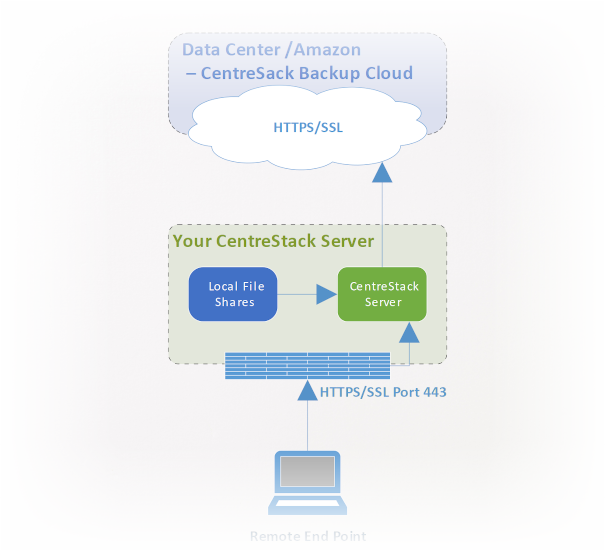 Data Center /Amazon
– CentreSack Backup Cloud
HTTPS/SSL
Your CentreStack Server
Local File
Shares
CentreStack
Server
HTTPS/SSL Port 443
Remote End Point